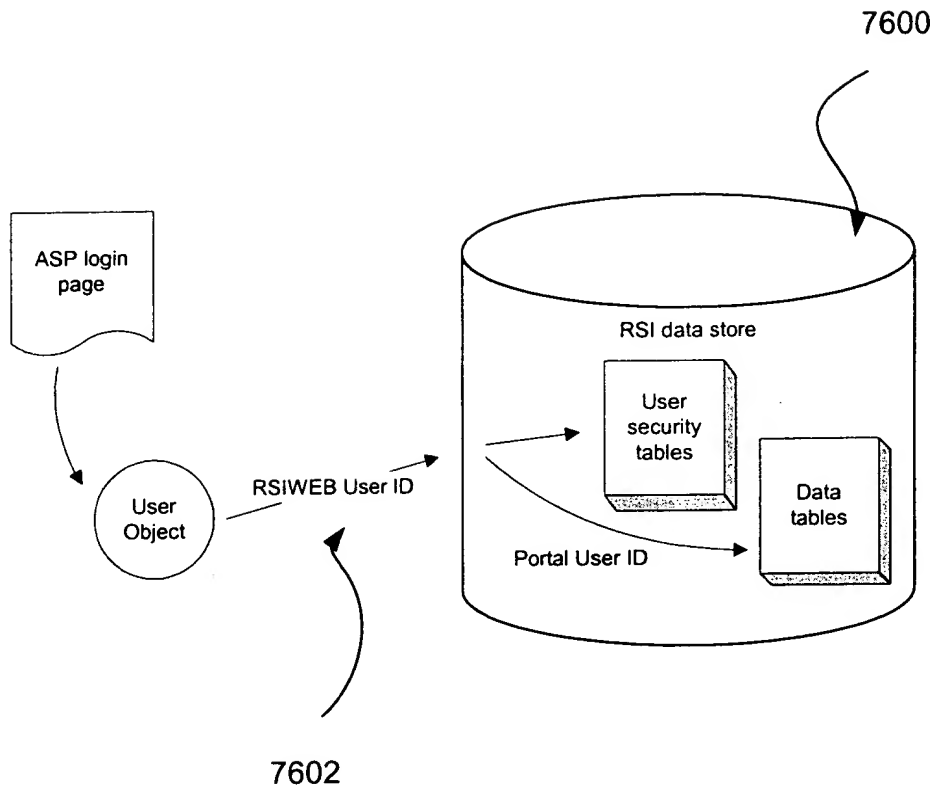 7600
ASP login
page
RSI data store
User
security
tables
RSIWEB User ID
User
Object
Data
tables
Portal User ID
7602